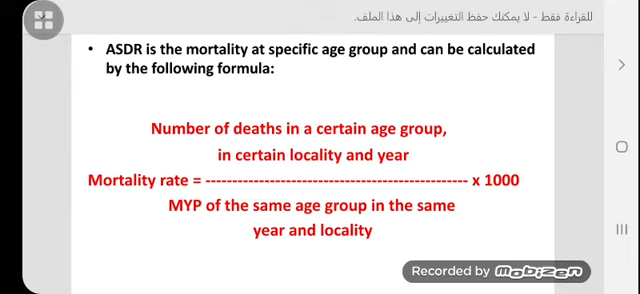 للقراءة فقط - لا يمكنك حفظ التغييرات إلى هذا الملف.
• ASDR is the mortality at specific age group and can be calculated
by the following formula:
Number of deaths in a certain age group,
in certain locality and year
Mortality rate = ------------------------------------------------- x 1000
MYP of the same age group in the same
year and locality
Recorded by mobizen